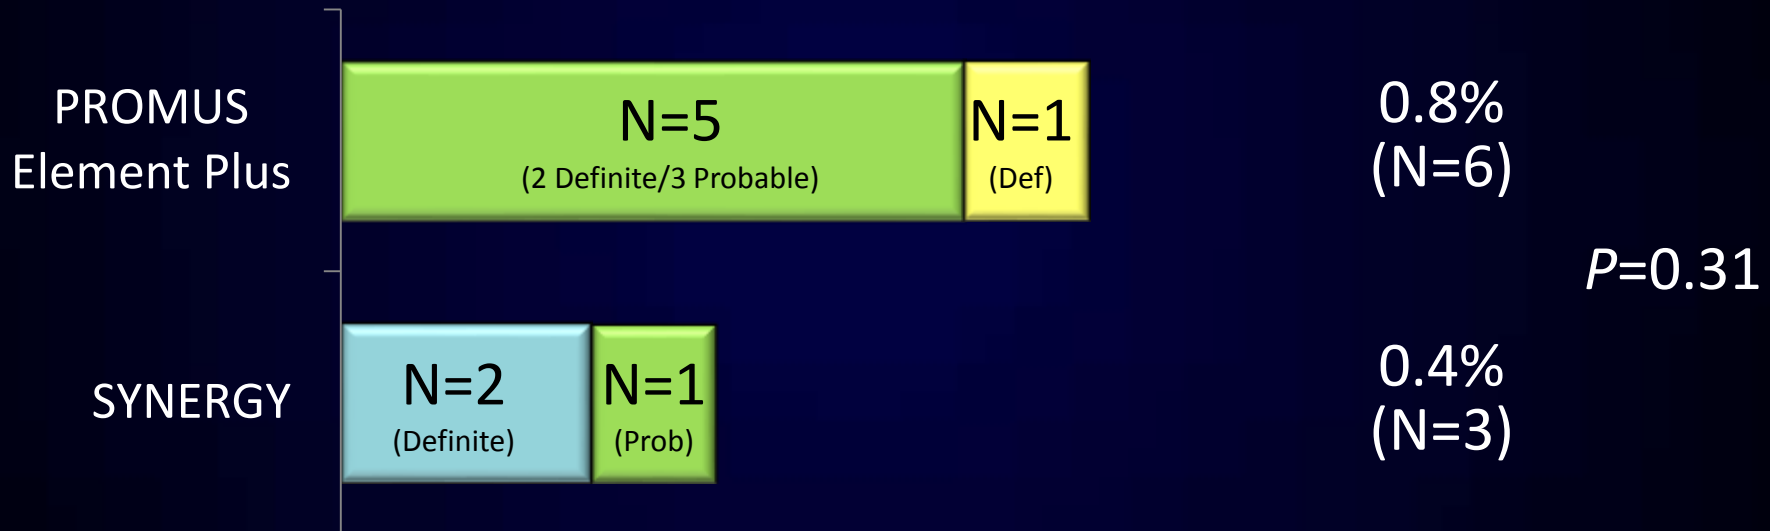 PROMUS
Element Plus
N=5
(2 Definite/3 Probable)
N=1
(Def)
0.8%
(N=6)
P=0.31
SYNERGY
N=2
(Definite)
N=1
(Prob)
0.4%
(N=3)